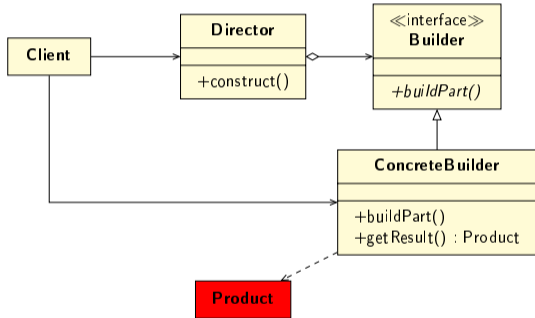 Client
Director
+construct()
≪interface≫
Builder
+buildPart()
ConcreteBuilder
+buildPart()
+getResult() : Product
Product